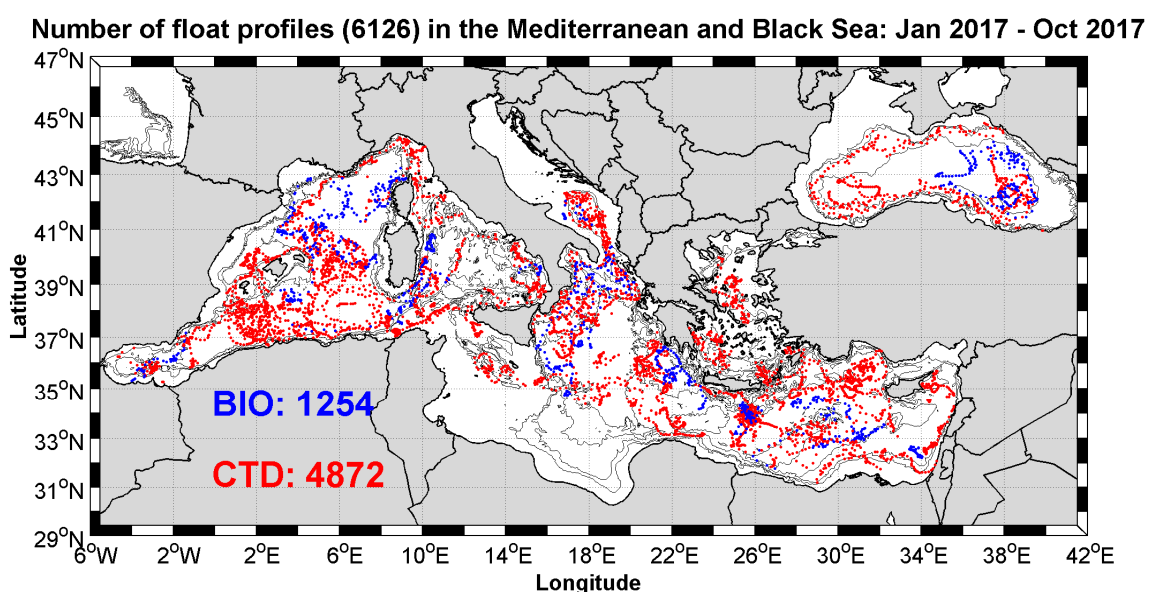 Number of float profiles (6126) in the Mediterranean and Black Sea: Jan 2017 - Oct 2017
47°N
45°N
43°N
41°N
39°N
37°N
35°N
33°N
31°N
29°N
Latitude
BIO: 1254
CTD: 4872
6°W 2°W 2°E 6°E 10°E 14°E 18°E 22°E 26°E 30°E 34°E 38°E 42°E
Longitude